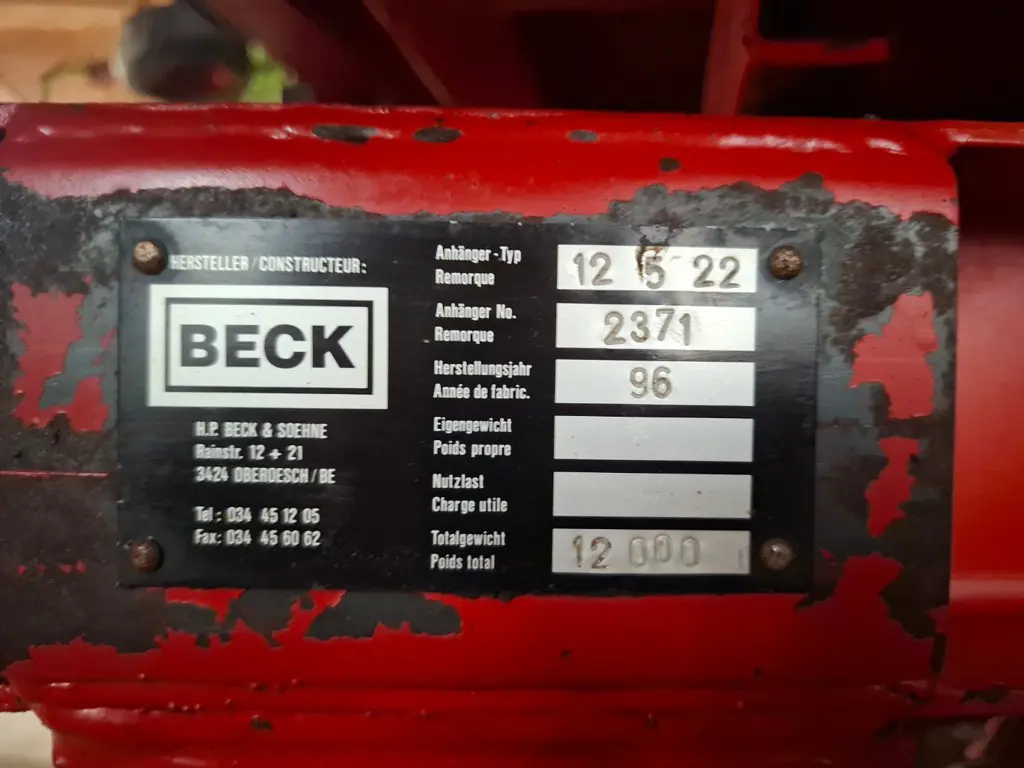 HERSTELLER/CONSTRUCTEUR:
BECK
H.P. BECK & SOEHNE
Rainstr. 12 + 21
3424 OBEROESCH/BE
Tel: 034 45 12 05
Fax: 034 45 60 62
Anhänger-Typ
Remorque
12 5 22
Anhänger No.
Remorque
2371
Herstellungsjahr
Année de fabric.
96
Eigengewicht
Poids propre
Nutzlast
Charge utile
Totalgewicht
Poids total
12 000